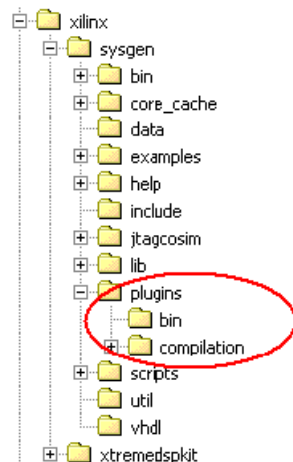 xilinx
sysgen
bin
core_cache
data
examples
help
include
jtagcosim
lib
plugins
bin
compilation
scripts
util
vhdl
xtremedspkit